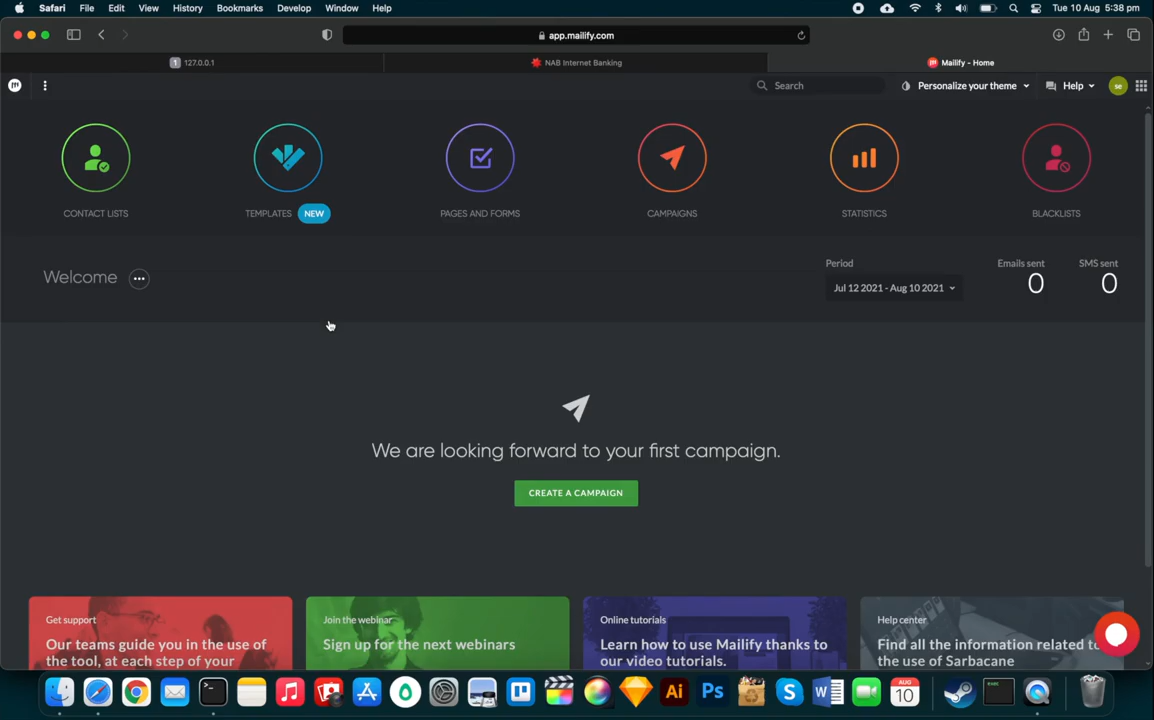 Safari File Edit View History Bookmarks Develop Window Help Tue 10 Aug 5:38 pm
app.mailify.com
1 127.0.0.1 NAB Internet Banking Mailify - Home
Search Personalize your theme Help se
CONTACT LISTS TEMPLATES NEW PAGES AND FORMS CAMPAIGNS STATISTICS BLACKLISTS
Welcome
Period Emails sent SMS sent
Jul 12 2021 - Aug 10 2021 0 0
We are looking forward to your first campaign.
CREATE A CAMPAIGN
Get support
Our teams guide you in the use of
the tool, at each step of your
Join the webinar
Sign up for the next webinars
Online tutorials
Learn how to use Mailify thanks to
our video tutorials.
Help center
Find all the information related to
the use of Sarbacane
Ai Ps W AUG 10